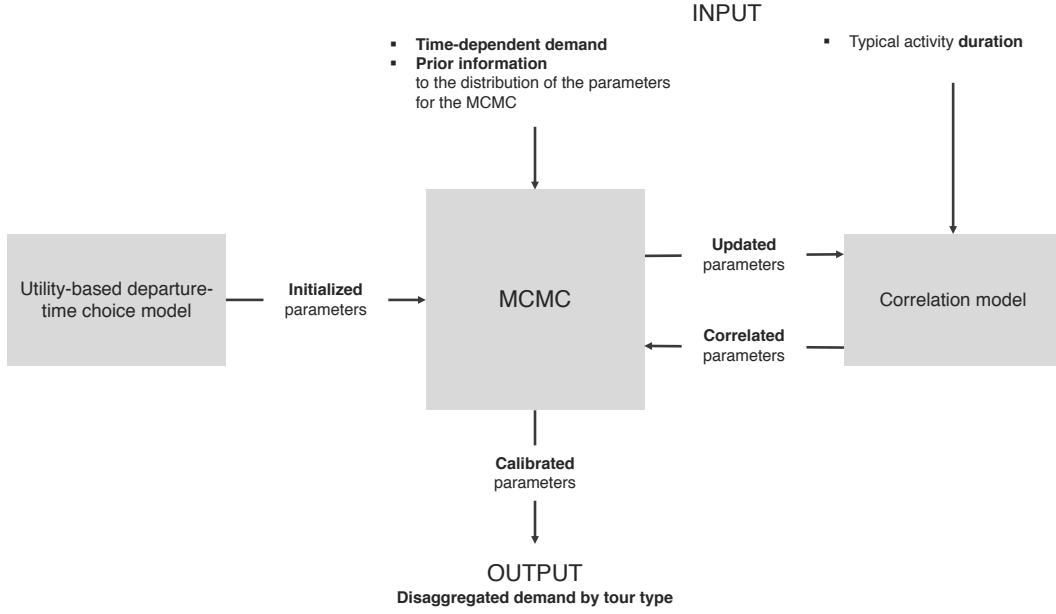 INPUT
▪ Time-dependent demand
▪ Prior information
to the distribution of the parameters
for the MCMC
▪ Typical activity duration
Utility-based departure-
time choice model
Initialized
parameters
MCMC
Updated
parameters
Correlated
parameters
Correlation model
Calibrated
parameters
OUTPUT
Disaggregated demand by tour type